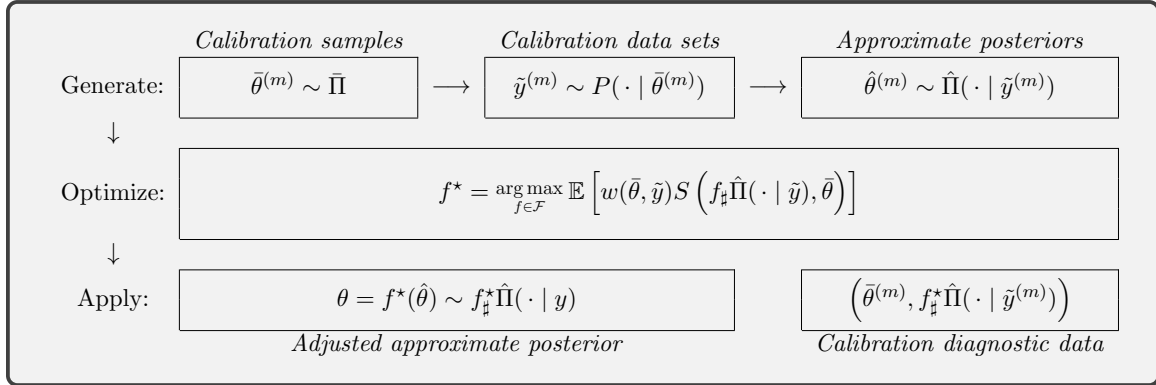 Calibration samples Calibration data sets Approximate posteriors
Generate: θ̄^(m) ∼ Π̄ ⟶ ỹ^(m) ∼ P( · | θ̄^(m)) ⟶ θ̂^(m) ∼ Π̂( · | ỹ^(m))
↓
Optimize: f⋆ = arg max_{f∈ℱ} 𝔼 [w(θ̄, ỹ)S (f_♯Π̂( · | ỹ), θ̄)]
↓
Apply: θ = f⋆(θ̂) ∼ f⋆_♯Π̂( · | y) (θ̄^(m), f⋆_♯Π̂( · | ỹ^(m)))
Adjusted approximate posterior Calibration diagnostic data